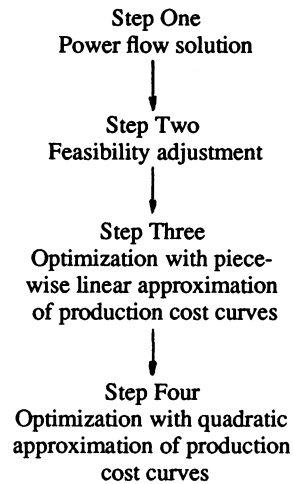 Step One
Power flow solution
Step Two
Feasibility adjustment
Step Three
Optimization with piece-
wise linear approximation
of production cost curves
Step Four
Optimization with quadratic
approximation of production
cost curves